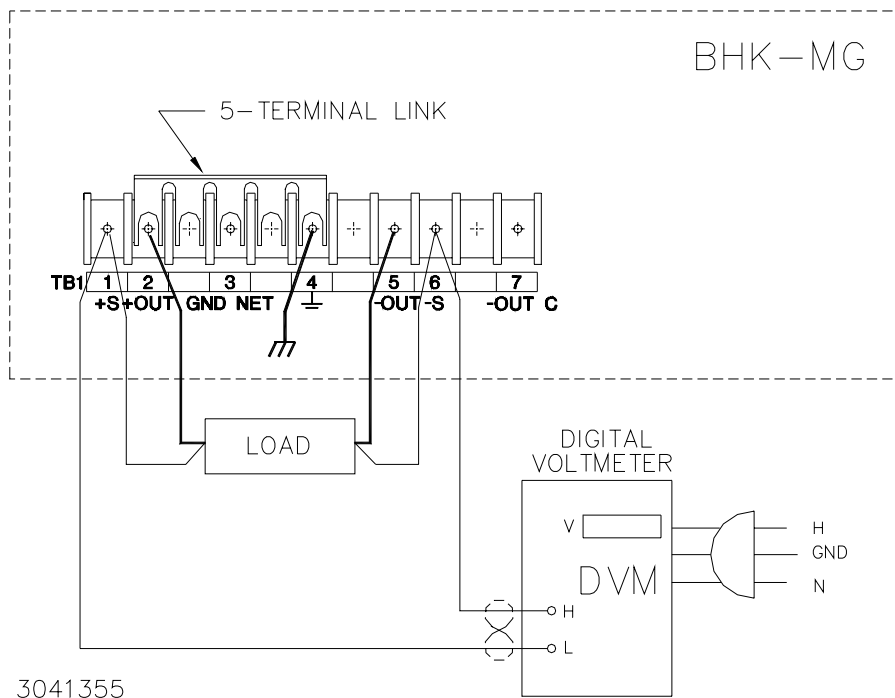 BHK-MG
5-TERMINAL LINK
TB1 1 2 3 4 5 6 7
+S +OUT GND NET -OUT -S -OUT C
LOAD
DIGITAL
VOLTMETER
V
H
GND
DVM
N
H
L
3041355